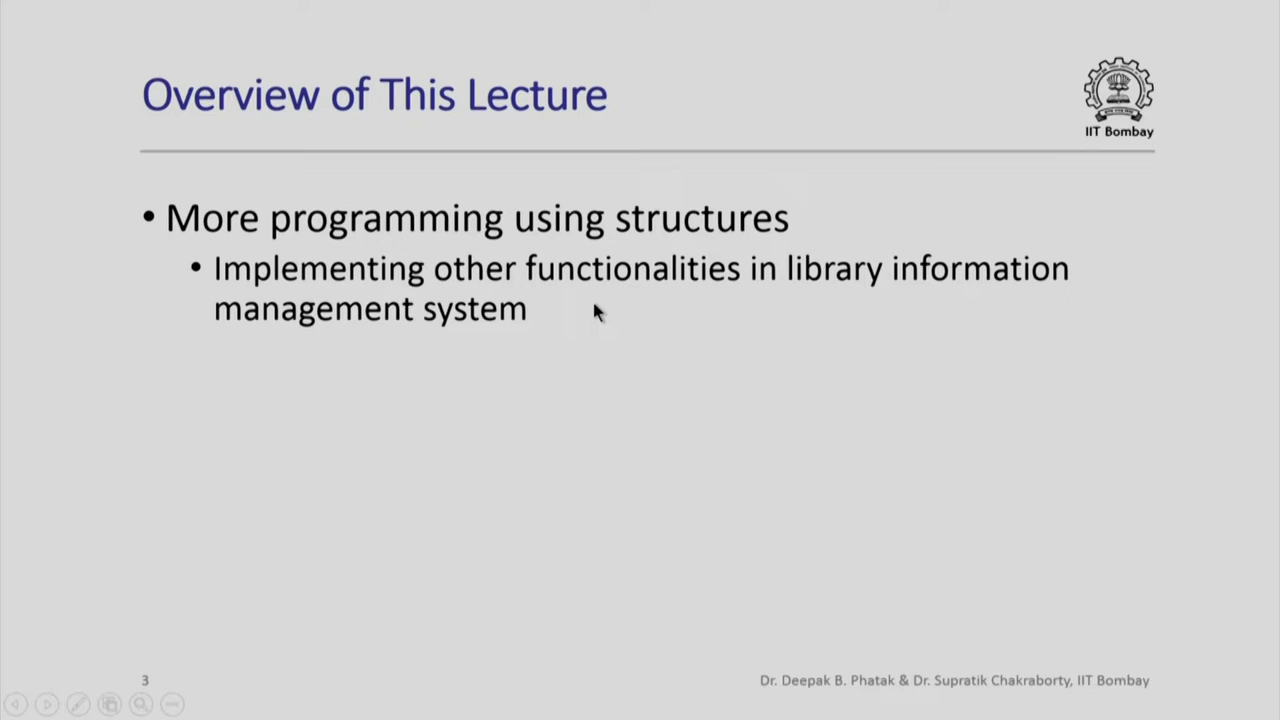 Overview of This Lecture
IIT Bombay
• More programming using structures
• Implementing other functionalities in library information
management system
3
Dr. Deepak B. Phatak & Dr. Supratik Chakraborty, IIT Bombay